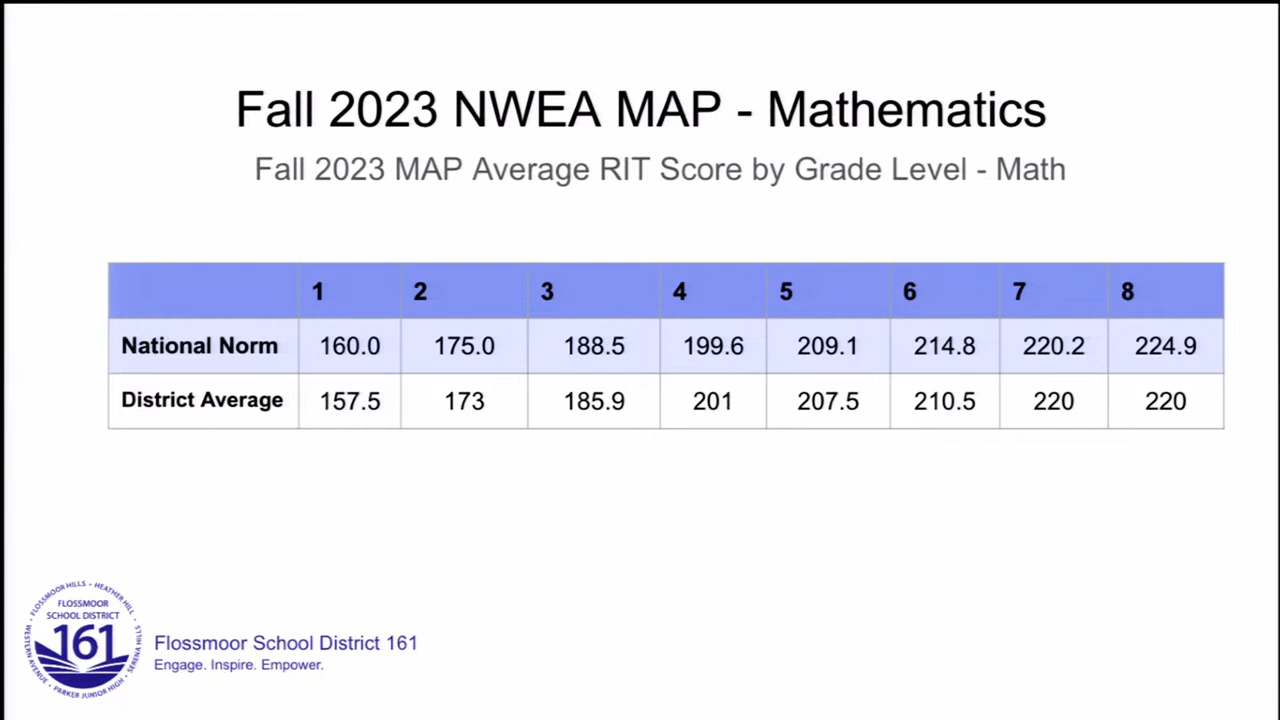 Fall 2023 NWEA MAP - Mathematics
Fall 2023 MAP Average RIT Score by Grade Level - Math
1 2 3 4 5 6 7 8
National Norm 160.0 175.0 188.5 199.6 209.1 214.8 220.2 224.9
District Average 157.5 173 185.9 201 207.5 210.5 220 220
FLOSSMOOR HILLS • HEATHER HILL
FLOSSMOOR
SCHOOL DISTRICT
161
WESTERN AVENUE • PARKER JUNIOR HIGH • SERENA HILLS
Flossmoor School District 161
Engage. Inspire. Empower.